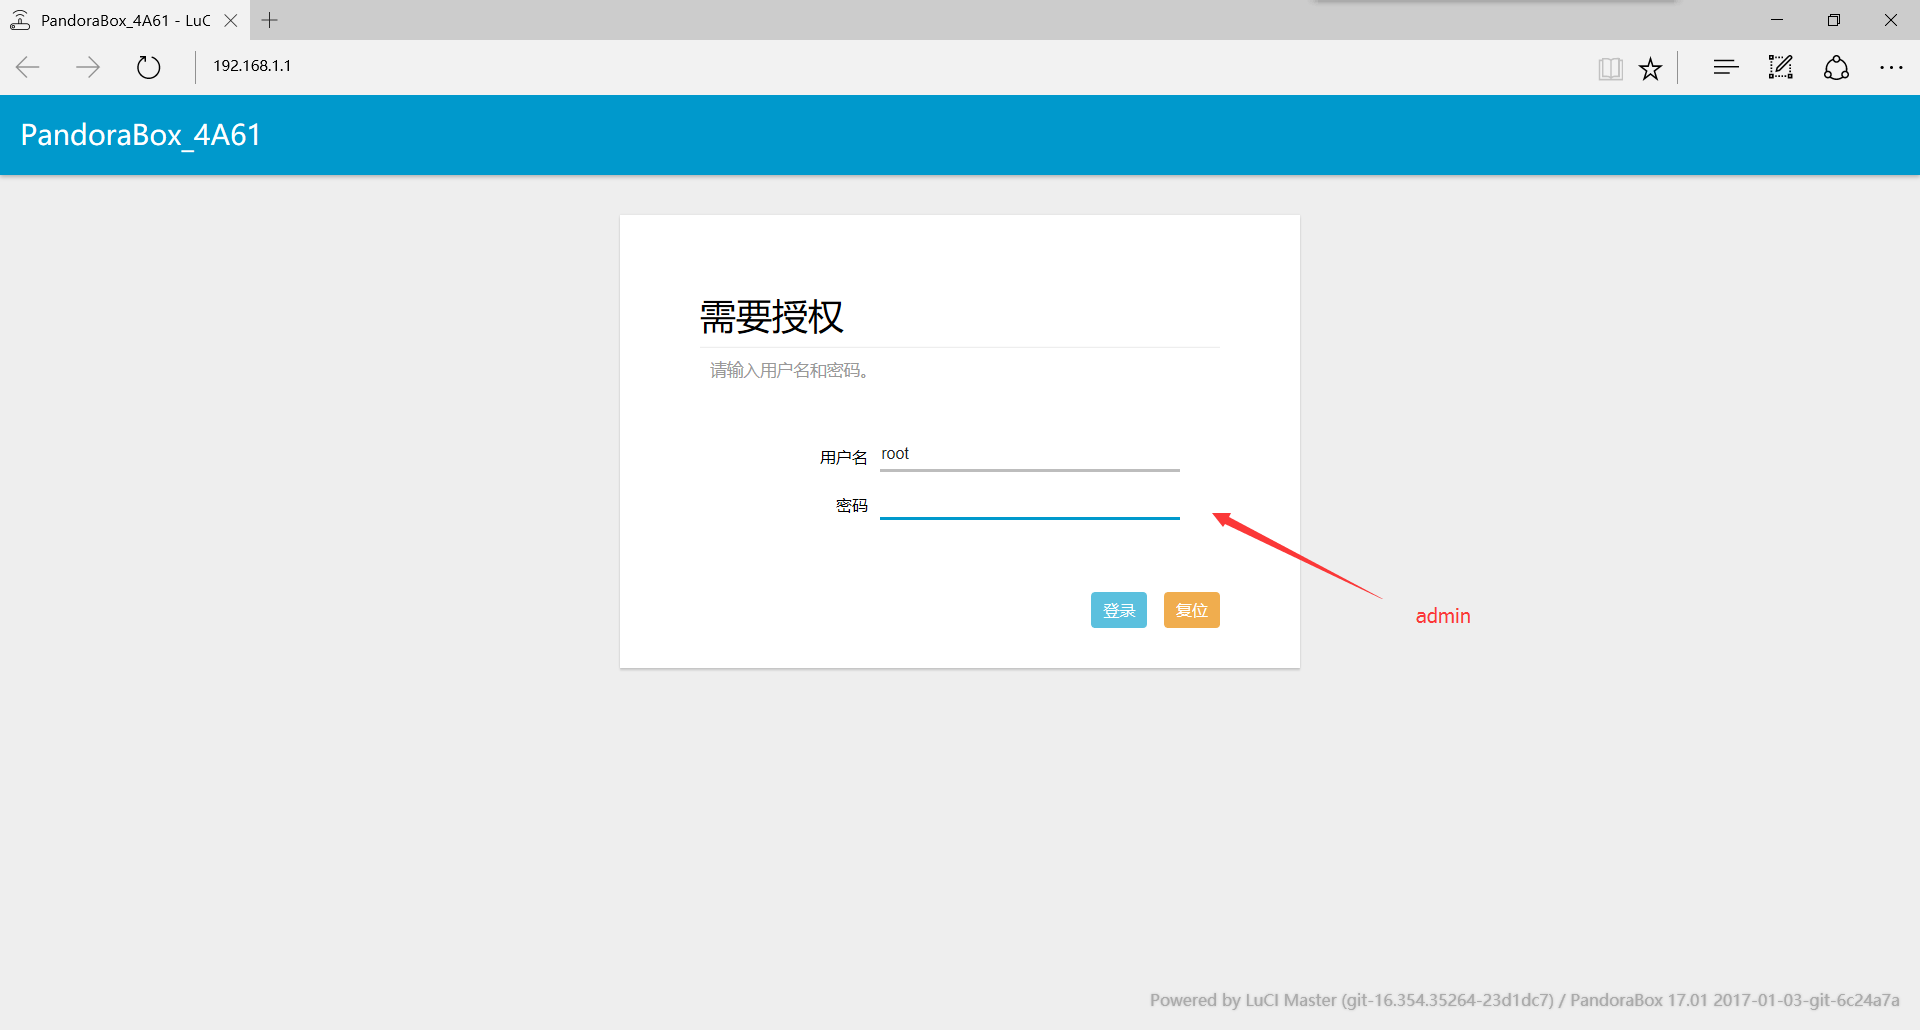 PandoraBox_4A61 - LuC
192.168.1.1
PandoraBox_4A61
需要授权
请输入用户名和密码。
用户名 root
密码
登录 复位
admin
Powered by LuCI Master (git-16.354.35264-23d1dc7) / PandoraBox 17.01 2017-01-03-git-6c24a7a